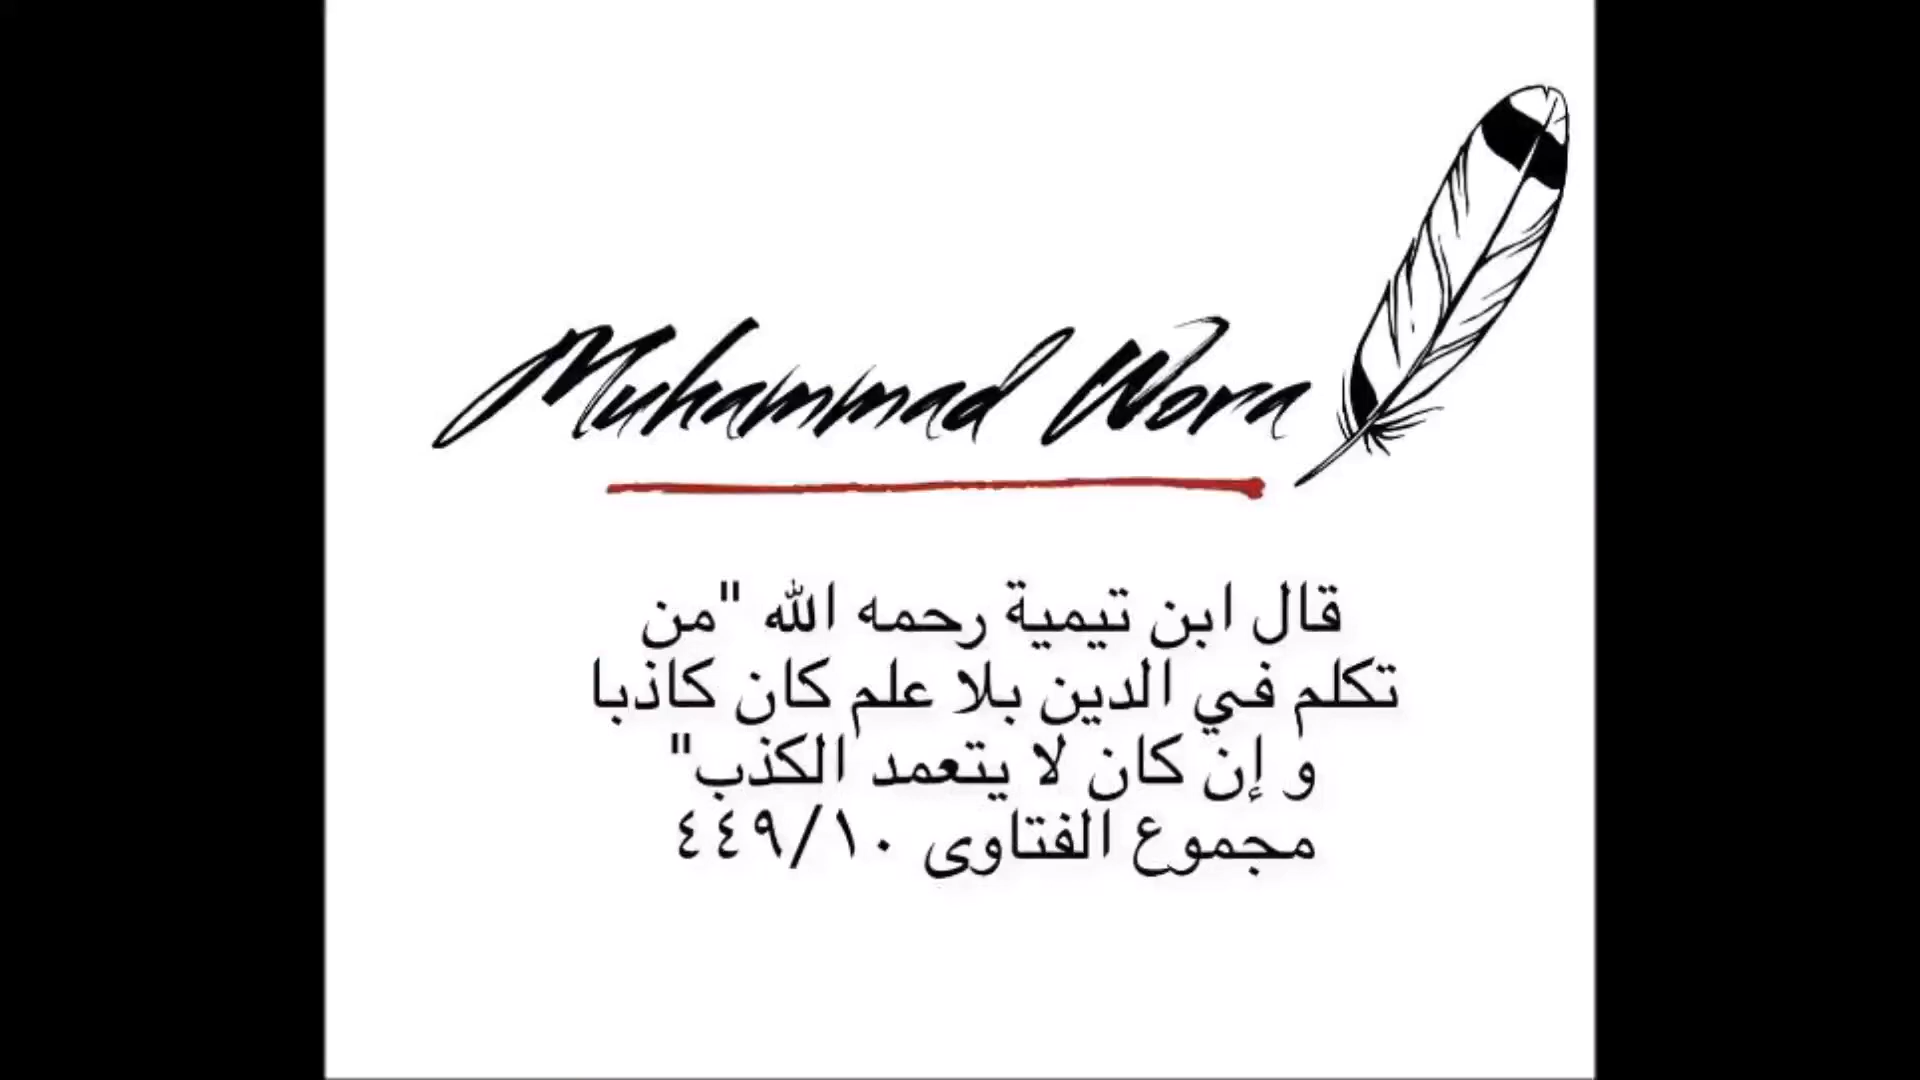 Muhammad Wora
قال ابن تيمية رحمه الله "من
تكلم في الدين بلا علم كان كاذبا
و إن كان لا يتعمد الكذب"
مجموع الفتاوى ٤٤٩/١٠